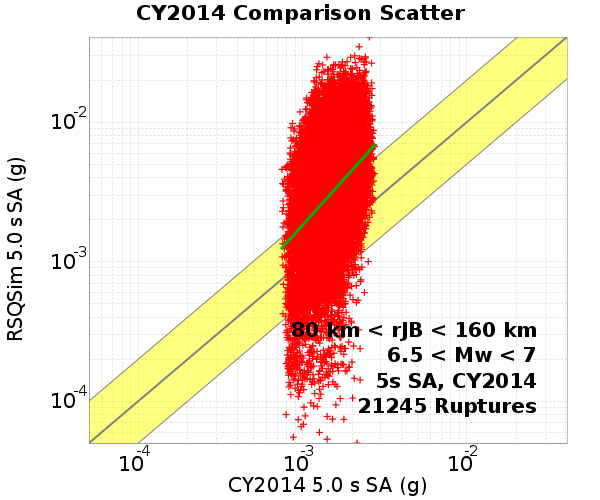 CY2014 Comparison Scatter
RSQSim 5.0 s SA (g)
10-2
10-3
10-4
80 km < rJB < 160 km
6.5 < Mw < 7
5s SA, CY2014
21245 Ruptures
10-4
10-3
10-2
CY2014 5.0 s SA (g)